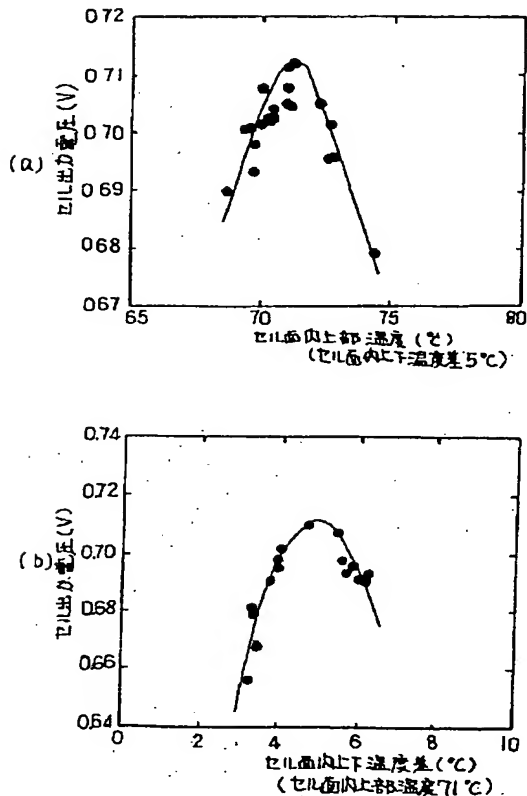 (a)
セル出力電圧(V)
0.72
0.71
0.70
0.69
0.68
0.67
65
70
75
80
セル面内上部温度(℃)
(セル面内上下温度差5℃)
(b)
セル出力電圧(V)
0.74
0.72
0.70
0.68
0.66
0.64
0
2
4
6
8
10
セル面内上下温度差(℃)
(セル面内上部温度71℃)